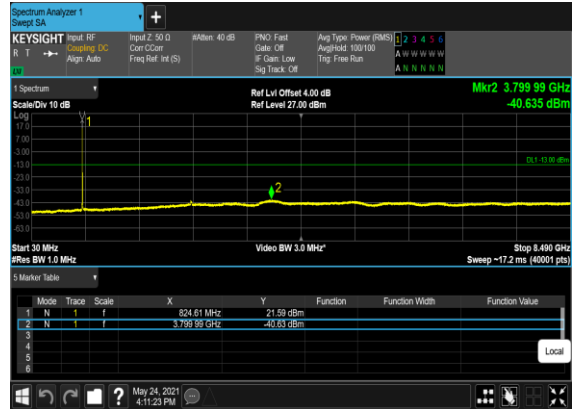 Spectrum Analyzer 1
Swept SA
+
KEYSIGHT Input: RF Input Z: 50 Ω #Atten: 40 dB PNO: Fast Avg Type: Power (RMS) 1 2 3 4 5 6
R T Coupling: DC Corr CCorr Gate: Off Avg|Hold: 100/100 A W W W W W
Align: Auto Freq Ref: Int (S) IF Gain: Low Trig: Free Run
Sig Track: Off A N N N N N
1 Spectrum Ref Lvl Offset 4.00 dB Mkr2 3.799 99 GHz
Scale/Div 10 dB Ref Level 27.00 dBm -40.635 dBm
Log
17.0
7.00
-3.00
-13.0
-23.0
-33.0
-43.0
-53.0
-63.0
1
DL1 -13.00 dBm
2
Start 30 MHz Video BW 3.0 MHz* Stop 8.490 GHz
#Res BW 1.0 MHz Sweep ~17.2 ms (40001 pts)
5 Marker Table
Mode Trace Scale X Y Function Function Width Function Value
1 N 1 f 824.61 MHz 21.59 dBm
2 N 1 f 3.799 99 GHz -40.63 dBm
3
4
5
6
Local
? May 24, 2021
4:11:23 PM